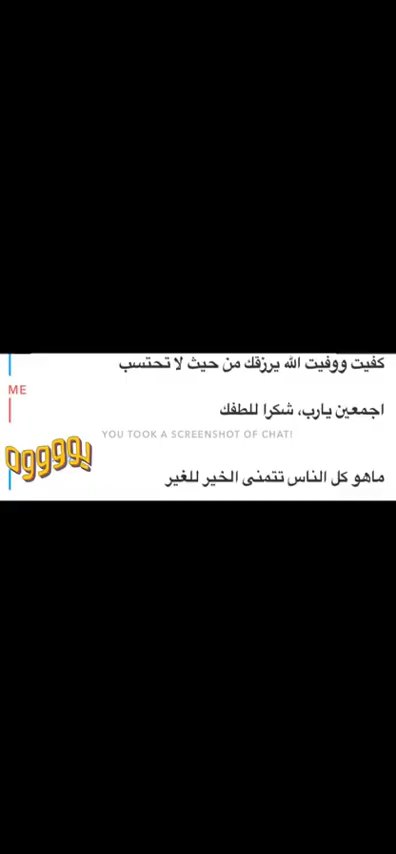 كفيت ووفيت الله يرزقك من حيث لا تحتسب
ME
اجمعين يارب، شكرا للطفك
YOU TOOK A SCREENSHOT OF CHAT!
يووووه
ماهو كل الناس تتمنى الخير للغير